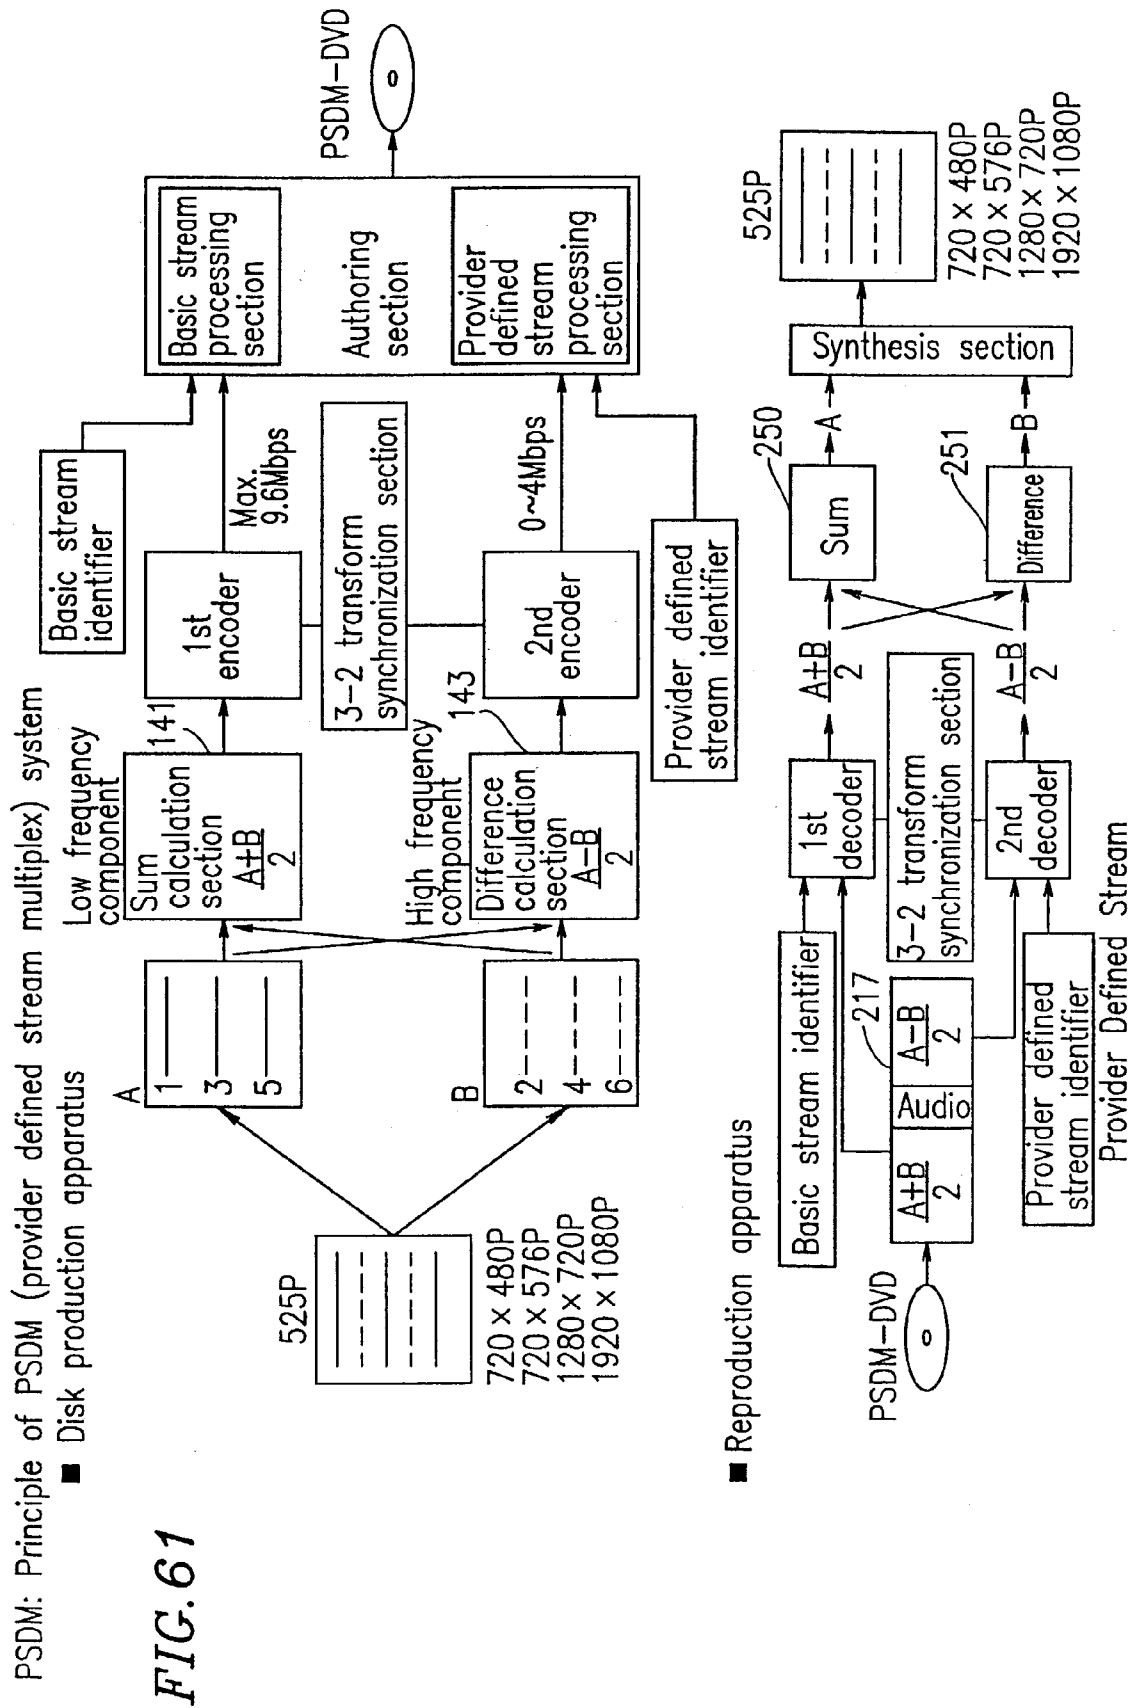 PSDM: Principle of PSDM (provider defined stream multiplex) system
■ Disk production apparatus
FIG.61
525P
720×480P
720×576P
1280×720P
1920×1080P
A
1
3
5
B
2
4
6
Low frequency
component
141
Sum
calculation
section
A+B
2
High frequency
component
143
Difference
calculation
section
A−B
2
Basic stream
identifier
1st
encoder
Max.
9.6Mbps
3−2 transform
synchronization section
2nd
encoder
0~4Mbps
Provider defined
stream identifier
Basic stream
processing
section
Authoring
section
Provider
defined
stream
processing
section
PSDM−DVD
■ Reproduction apparatus
PSDM−DVD
A+B
2
Audio
A−B
2
217
Basic stream identifier
Provider defined
stream identifier
Provider Defined Stream
1st
decoder
3−2 transform
synchronization section
2nd
decoder
A+B
2
A−B
2
250
Sum
A
251
Difference
B
Synthesis section
525P
720×480P
720×576P
1280×720P
1920×1080P